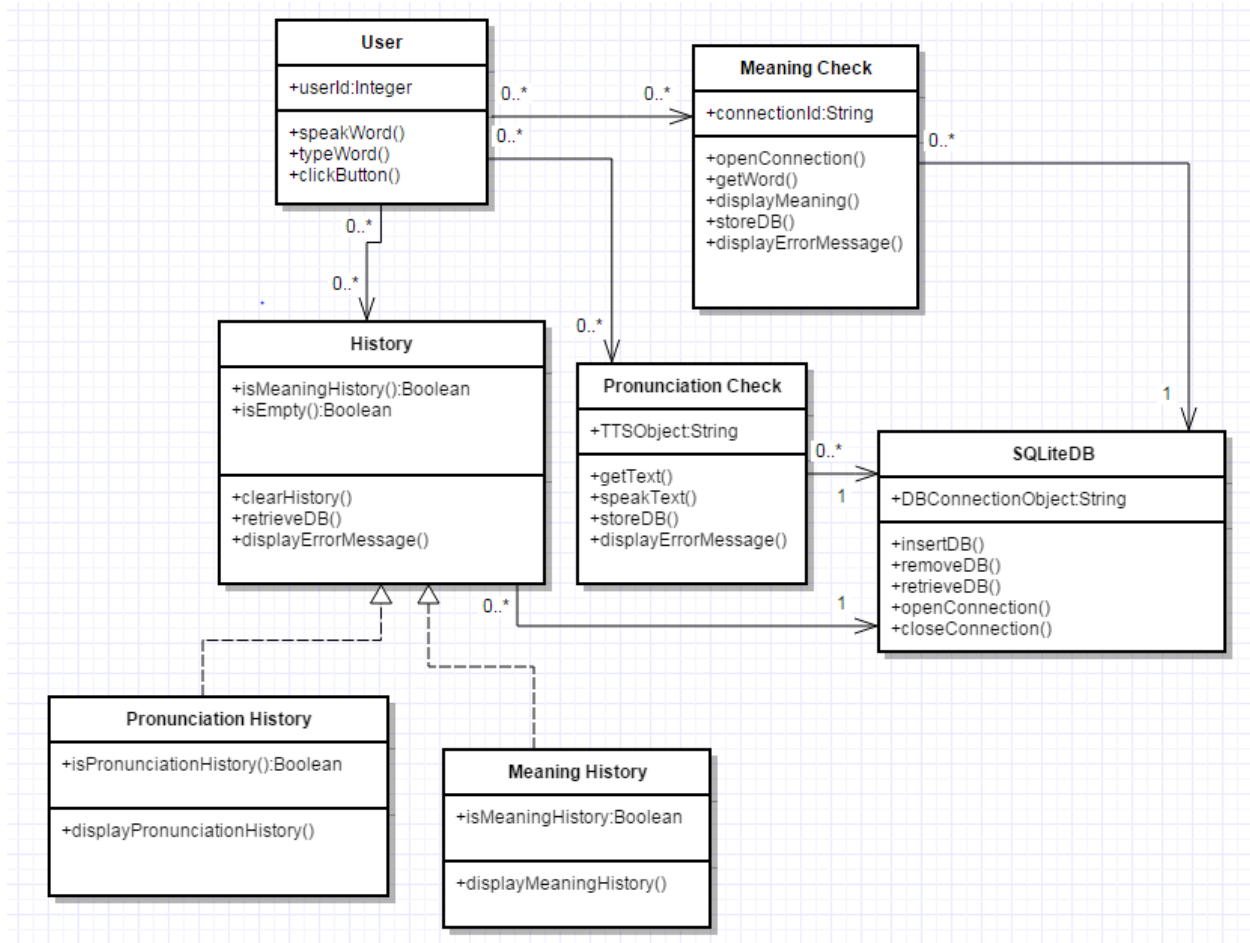 User
+userId:Integer
+speakWord()
+typeWord()
+clickButton()
0..*
0..*
0..*
0..*
0..*
0..*
Meaning Check
+connectionId:String
+openConnection()
+getWord()
+displayMeaning()
+storeDB()
+displayErrorMessage()
0..*
1
History
+isMeaningHistory():Boolean
+isEmpty():Boolean
+clearHistory()
+retrieveDB()
+displayErrorMessage()
0..*
1
Pronunciation Check
+TTSObject:String
+getText()
+speakText()
+storeDB()
+displayErrorMessage()
0..*
1
SQLiteDB
+DBConnectionObject:String
+insertDB()
+removeDB()
+retrieveDB()
+openConnection()
+closeConnection()
Pronunciation History
+isPronunciationHistory():Boolean
+displayPronunciationHistory()
Meaning History
+isMeaningHistory:Boolean
+displayMeaningHistory()